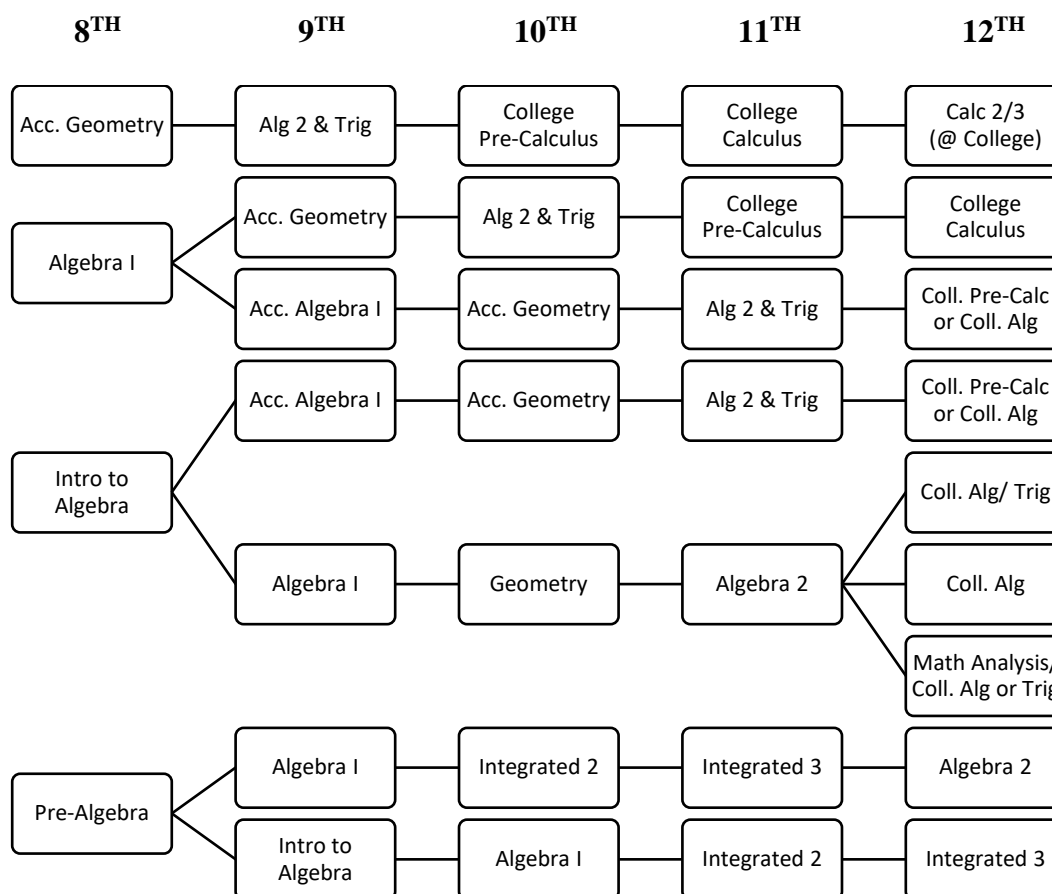 8TH 9TH 10TH 11TH 12TH
Acc. Geometry
Alg 2 & Trig
College
Pre-Calculus
College
Calculus
Calc 2/3
(@ College)
Algebra I
Acc. Geometry
Alg 2 & Trig
College
Pre-Calculus
College
Calculus
Acc. Algebra I
Acc. Geometry
Alg 2 & Trig
Coll. Pre-Calc
or Coll. Alg
Intro to
Algebra
Acc. Algebra I
Acc. Geometry
Alg 2 & Trig
Coll. Pre-Calc
or Coll. Alg
Algebra I
Geometry
Algebra 2
Coll. Alg/ Trig
Coll. Alg
Math Analysis/
Coll. Alg or Trig
Pre-Algebra
Algebra I
Integrated 2
Integrated 3
Algebra 2
Intro to
Algebra
Algebra I
Integrated 2
Integrated 3